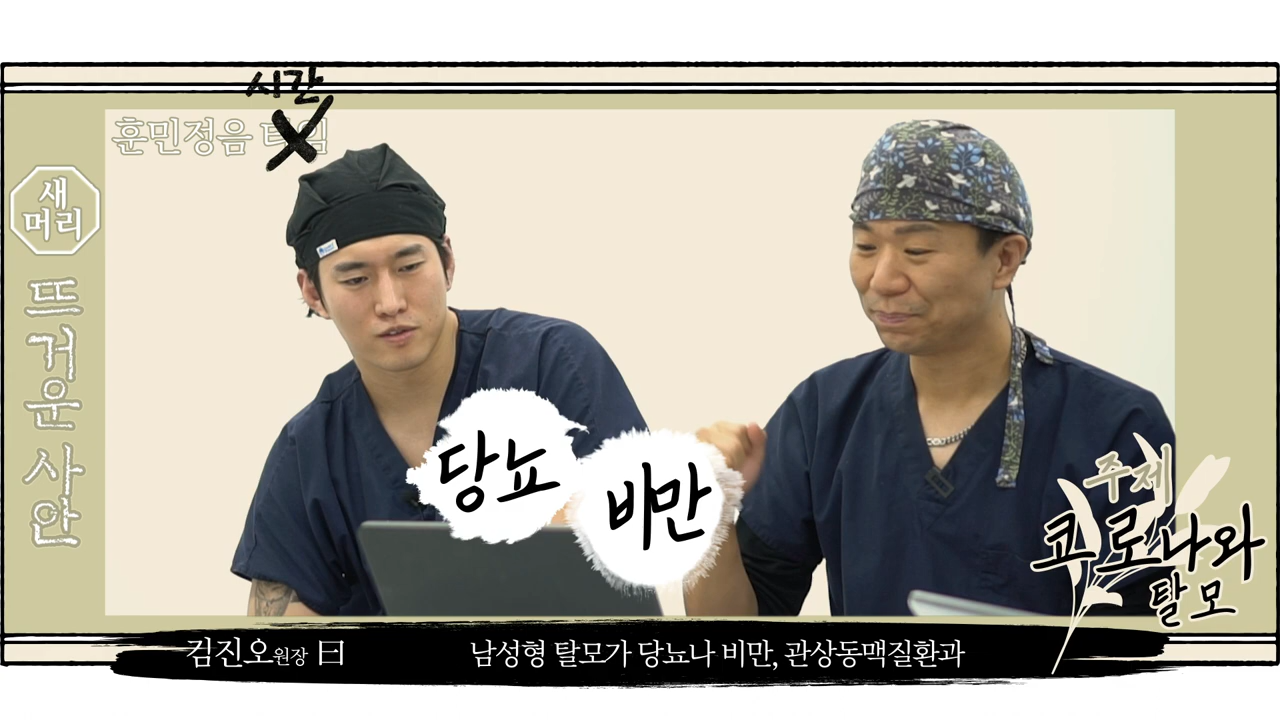 시간
훈민정음 타임
새
머리
뜨거운 사안
당뇨
비만
주제
코로나와
탈모
김진오원장 曰
남성형 탈모가 당뇨나 비만, 관상동맥질환과